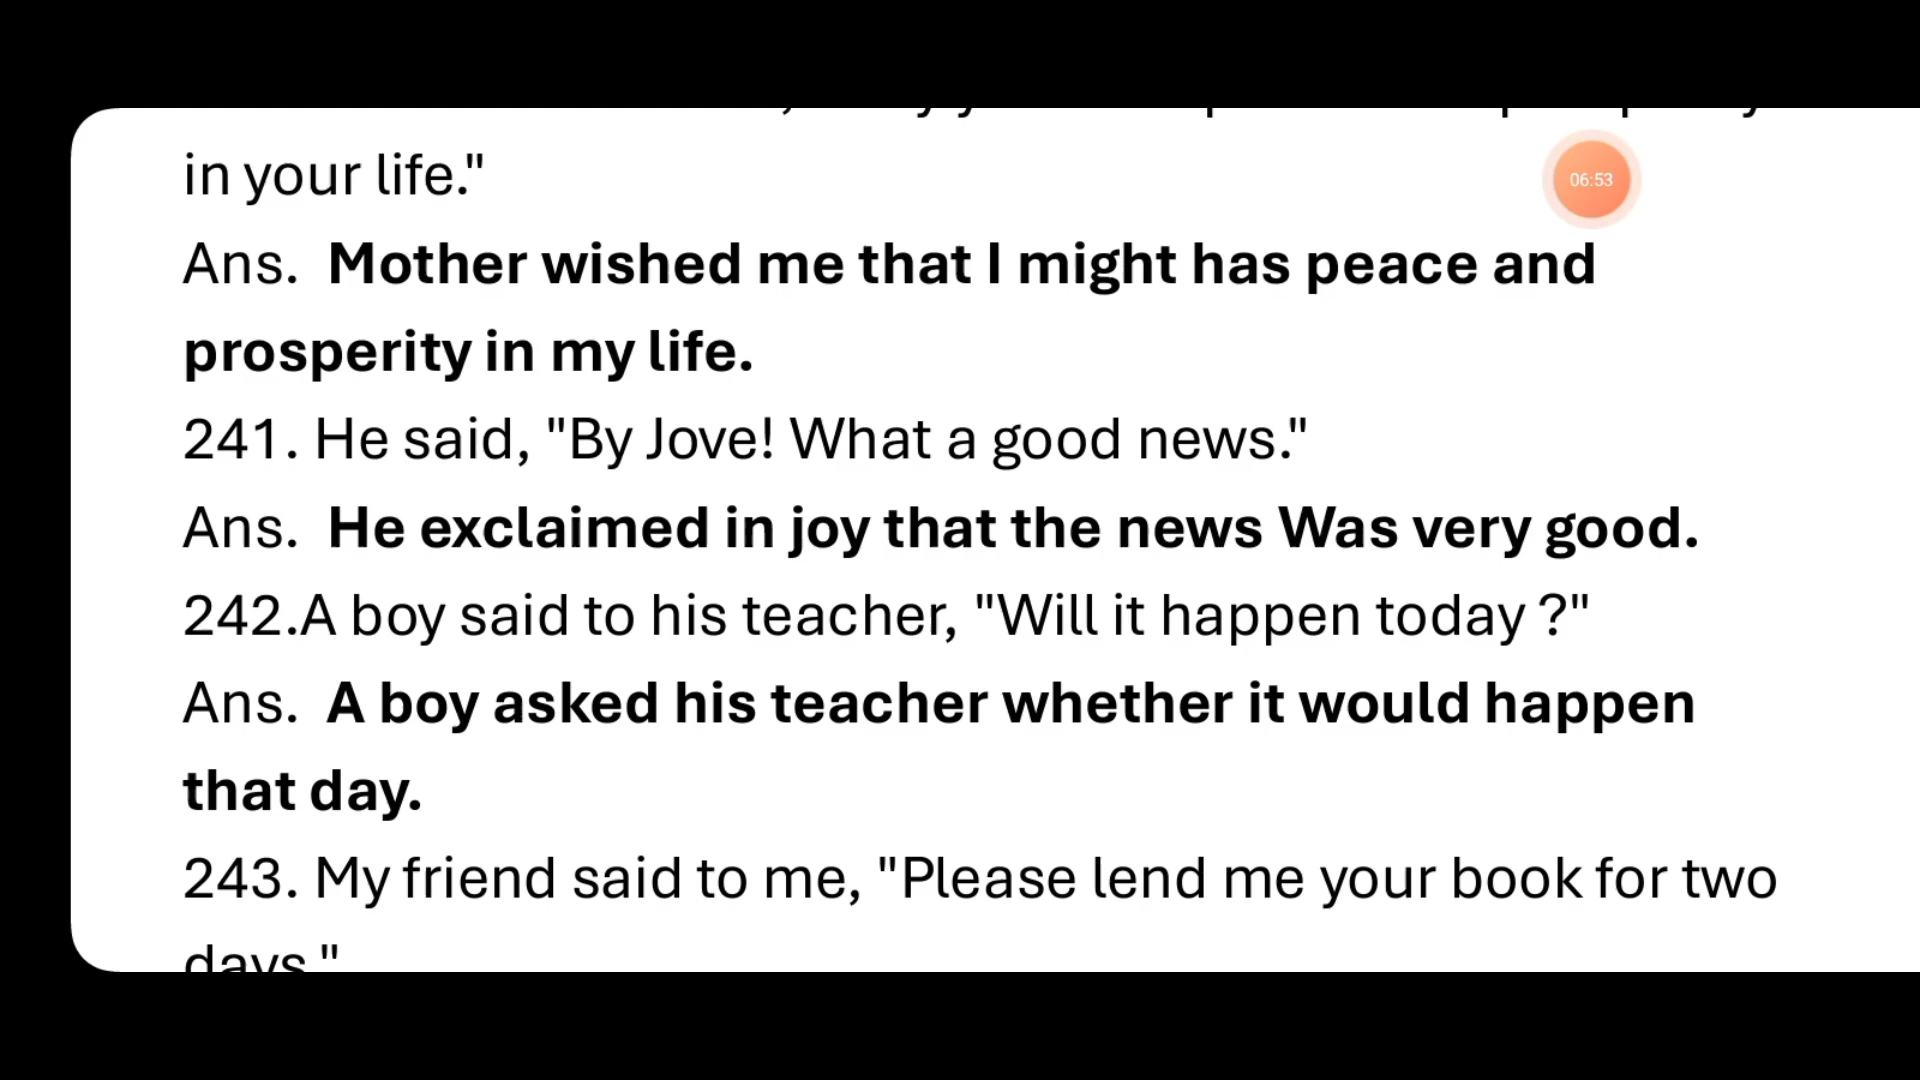 in your life."
06:53
Ans. Mother wished me that I might has peace and
prosperity in my life.
241. He said, "By Jove! What a good news."
Ans. He exclaimed in joy that the news Was very good.
242.A boy said to his teacher, "Will it happen today ?"
Ans. A boy asked his teacher whether it would happen
that day.
243. My friend said to me, "Please lend me your book for two
days."